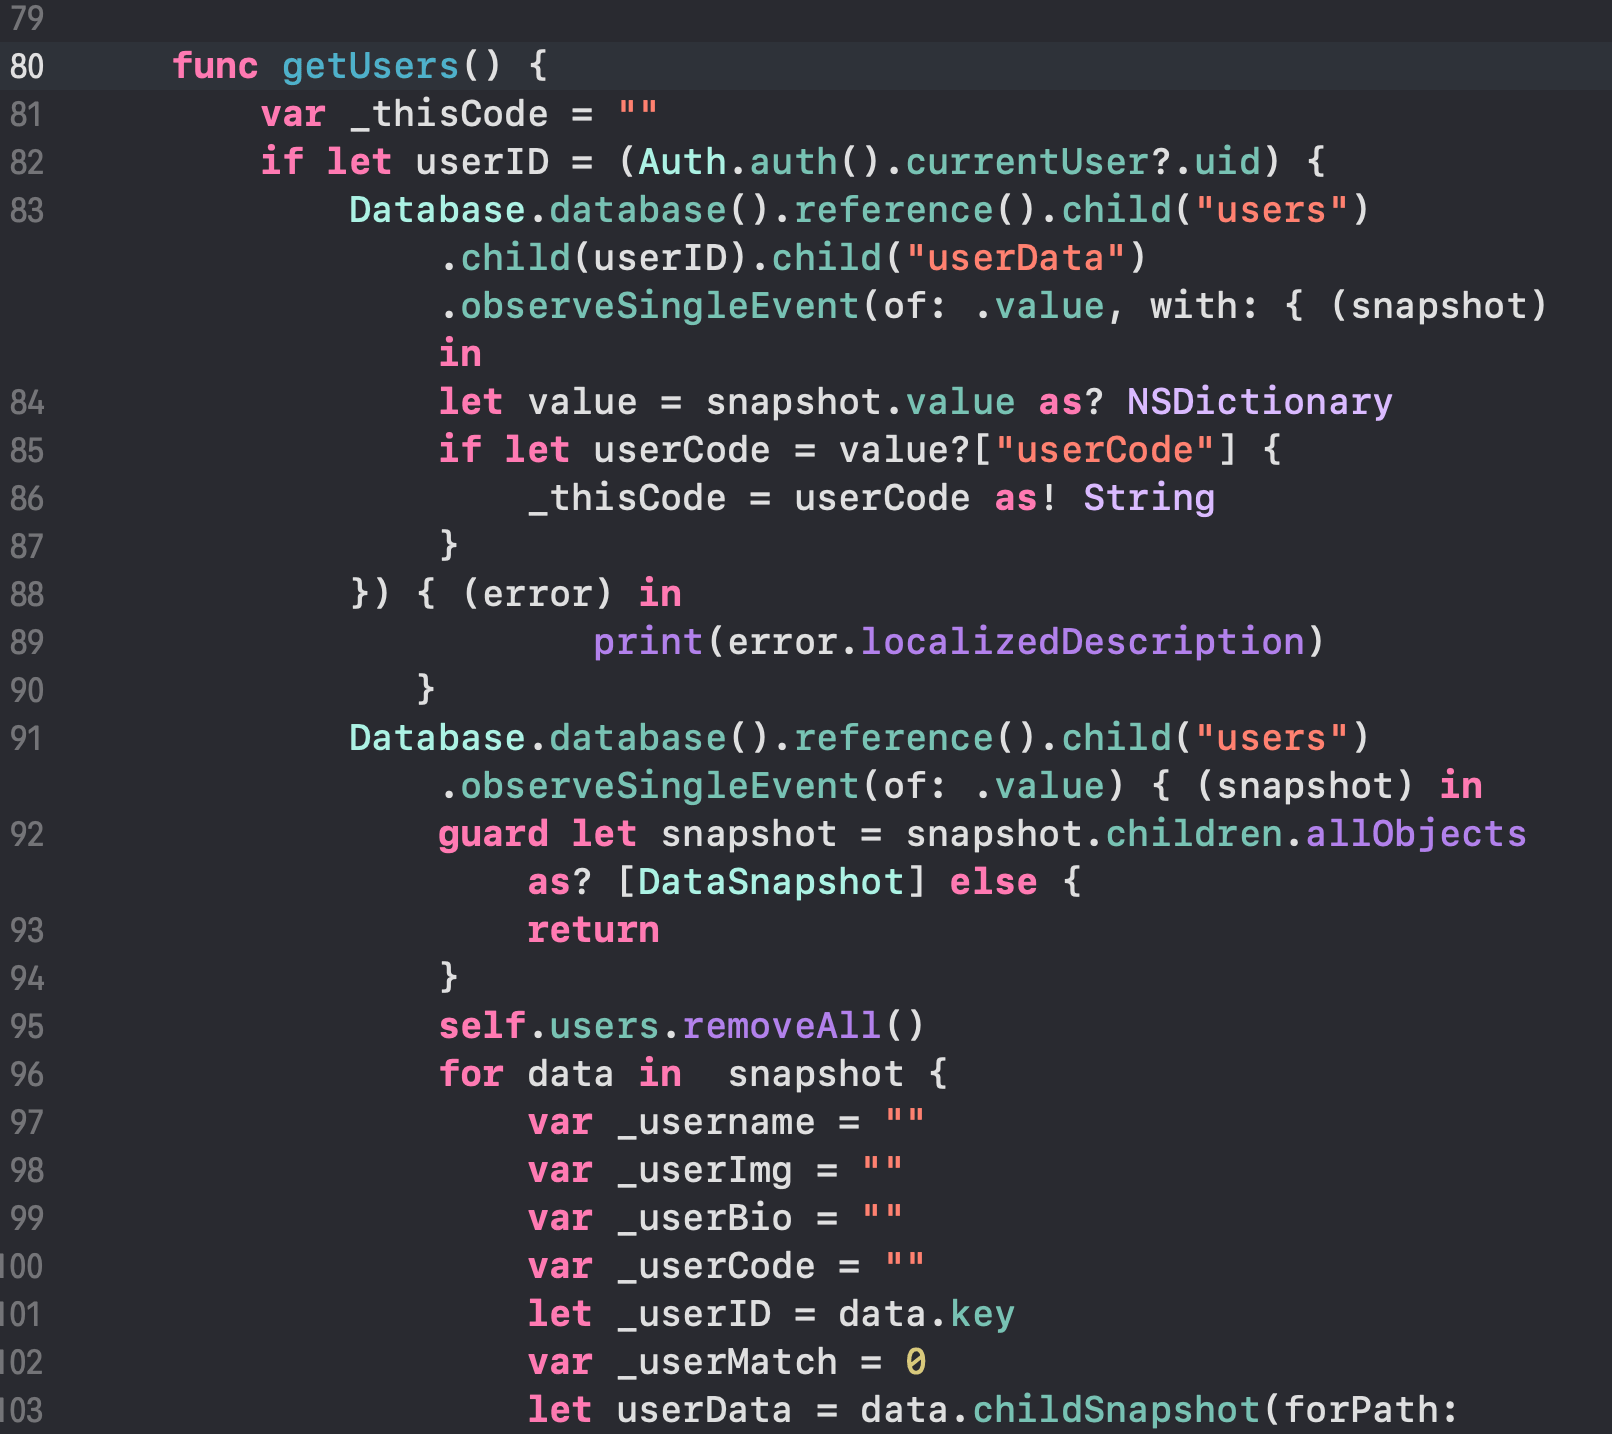 79
80 func getUsers() {
81 var _thisCode = ""
82 if let userID = (Auth.auth().currentUser?.uid) {
83 Database.database().reference().child("users")
.child(userID).child("userData")
.observeSingleEvent(of: .value, with: { (snapshot)
in
84 let value = snapshot.value as? NSDictionary
85 if let userCode = value?["userCode"] {
86 _thisCode = userCode as! String
87 }
88 }) { (error) in
89 print(error.localizedDescription)
90 }
91 Database.database().reference().child("users")
.observeSingleEvent(of: .value) { (snapshot) in
92 guard let snapshot = snapshot.children.allObjects
as? [DataSnapshot] else {
93 return
94 }
95 self.users.removeAll()
96 for data in  snapshot {
97 var _username = ""
98 var _userImg = ""
99 var _userBio = ""
100 var _userCode = ""
101 let _userID = data.key
102 var _userMatch = 0
103 let userData = data.childSnapshot(forPath: